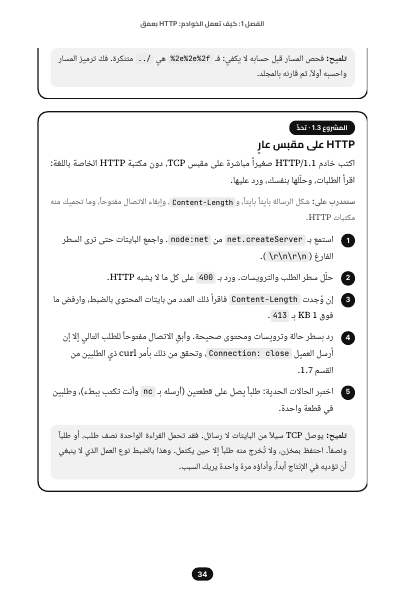 الفصل 1: كيف تعمل الخوادم: HTTP بعمق
تلميح: فحص المسار قبل حسابه لا يكفي: فـ %2e%2e%2f هي ../ متنكرة. فك ترميز المسار
واحسبه أولاً، ثم قارنه بالمجلد.
المشروع 1.3 · تحدٍّ
HTTP على مقبس عارٍ
اكتب خادم HTTP/1.1 صغيراً مباشرة على مقبس TCP، دون مكتبة HTTP الخاصة باللغة:
اقرأ الطلبات، وحلّلها بنفسك، ورد عليها.
ستتدرب على: شكل الرسالة بايتاً بايتاً، و Content-Length، وإبقاء الاتصال مفتوحاً، وما تحميك منه
مكتبات HTTP.
1 استمع بـ net.createServer من node:net. واجمع البايتات حتى ترى السطر
الفارغ (\r\n\r\n).
2 حلّل سطر الطلب والترويسات. ورد بـ 400 على كل ما لا يشبه HTTP.
3 إن وُجدت Content-Length فاقرأ ذلك العدد من بايتات المحتوى بالضبط، وارفض ما
فوق 1 KB بـ 413.
4 رد بسطر حالة وترويسات ومحتوى صحيحة. وأبقِ الاتصال مفتوحاً للطلب التالي إلا إن
أرسل العميل Connection: close، وتحقق من ذلك بأمر curl ذي الطلبين من
القسم 1.7.
5 اختبر الحالات الحدية: طلباً يصل على قطعتين (أرسله بـ nc وأنت تكتب ببطء)، وطلبين
في قطعة واحدة.
تلميح: يوصل TCP سيلاً من البايتات لا رسائل. فقد تحمل القراءة الواحدة نصف طلب، أو طلباً
ونصفاً. احتفظ بمخزن، ولا تُخرج منه طلباً إلا حين يكتمل. وهذا بالضبط نوع العمل الذي لا ينبغي
أن تؤديه في الإنتاج أبداً، وأداؤه مرة واحدة يريك السبب.
34